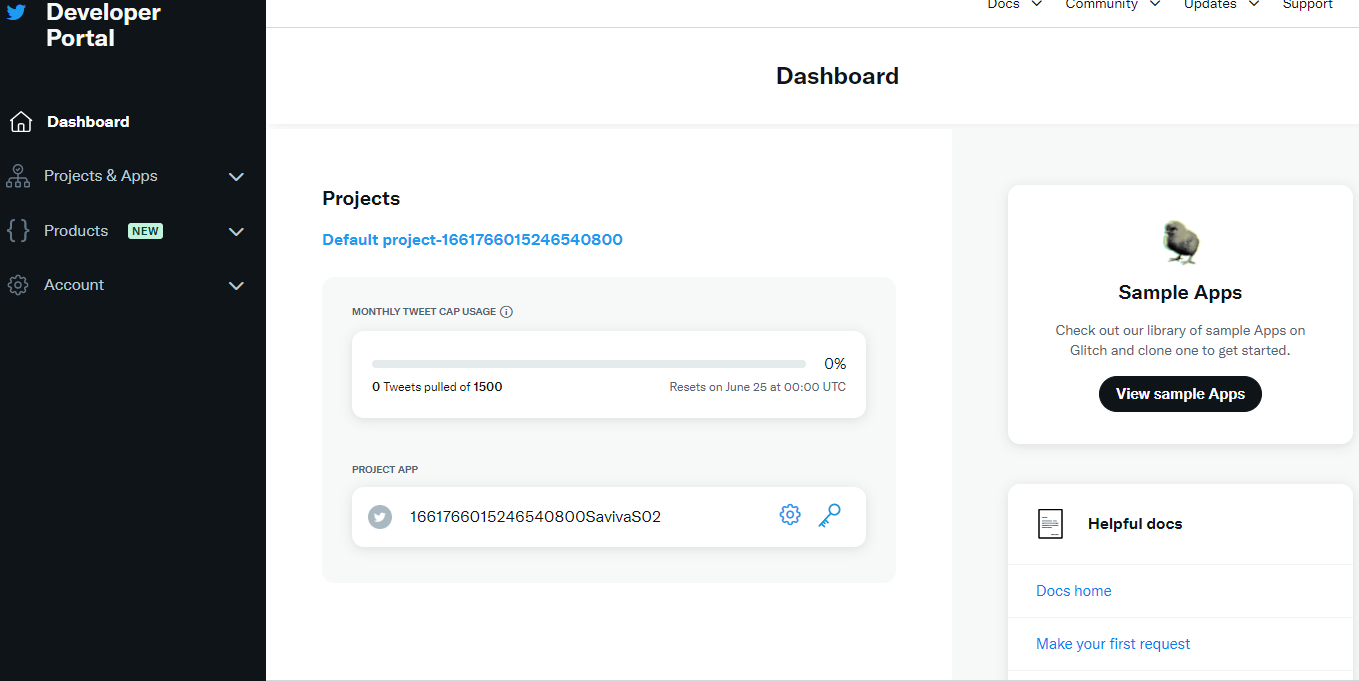 Developer
Portal
Docs Community Updates Support
Dashboard
Dashboard
Projects & Apps
Products NEW
Account
Projects
Default project-1661766015246540800
MONTHLY TWEET CAP USAGE
0%
0 Tweets pulled of 1500 Resets on June 25 at 00:00 UTC
PROJECT APP
1661766015246540800SavivaS02
Sample Apps
Check out our library of sample Apps on
Glitch and clone one to get started.
View sample Apps
Helpful docs
Docs home
Make your first request